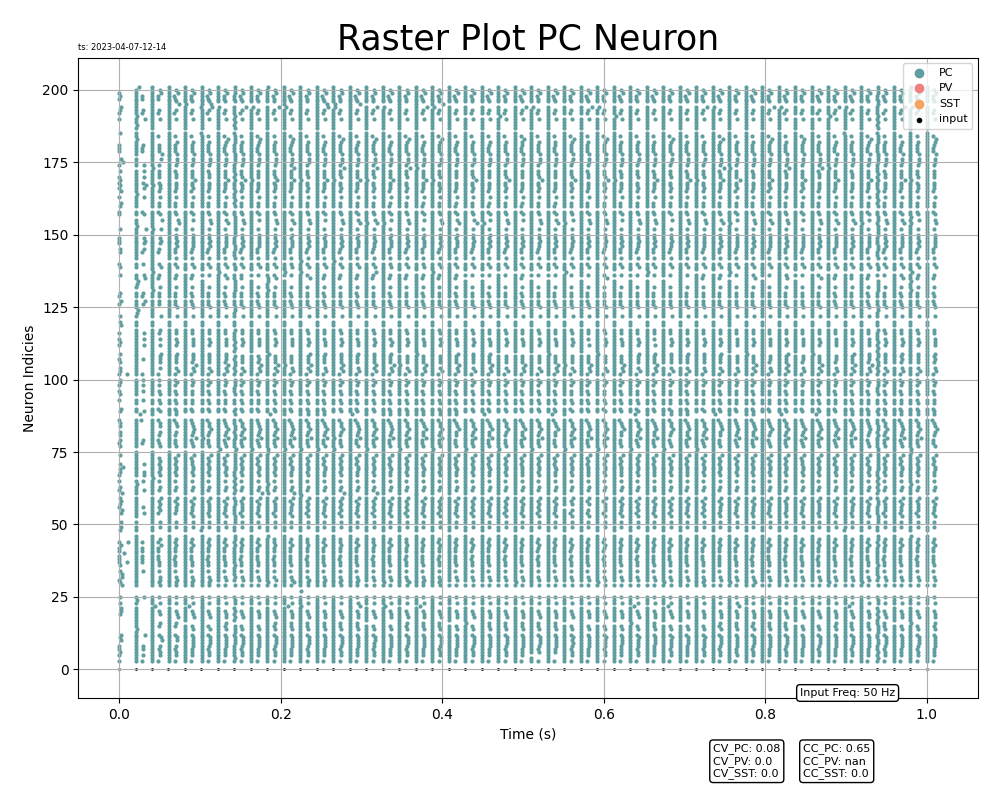 Raster Plot PC Neuron
ts: 2023-04-07-12-14
PC
PV
SST
input
200
175
150
125
100
75
50
25
0
Neuron Indicies
0.0
0.2
0.4
0.6
0.8
1.0
Time (s)
Input Freq: 50 Hz
CV_PC: 0.08
CV_PV: 0.0
CV_SST: 0.0
CC_PC: 0.65
CC_PV: nan
CC_SST: 0.0